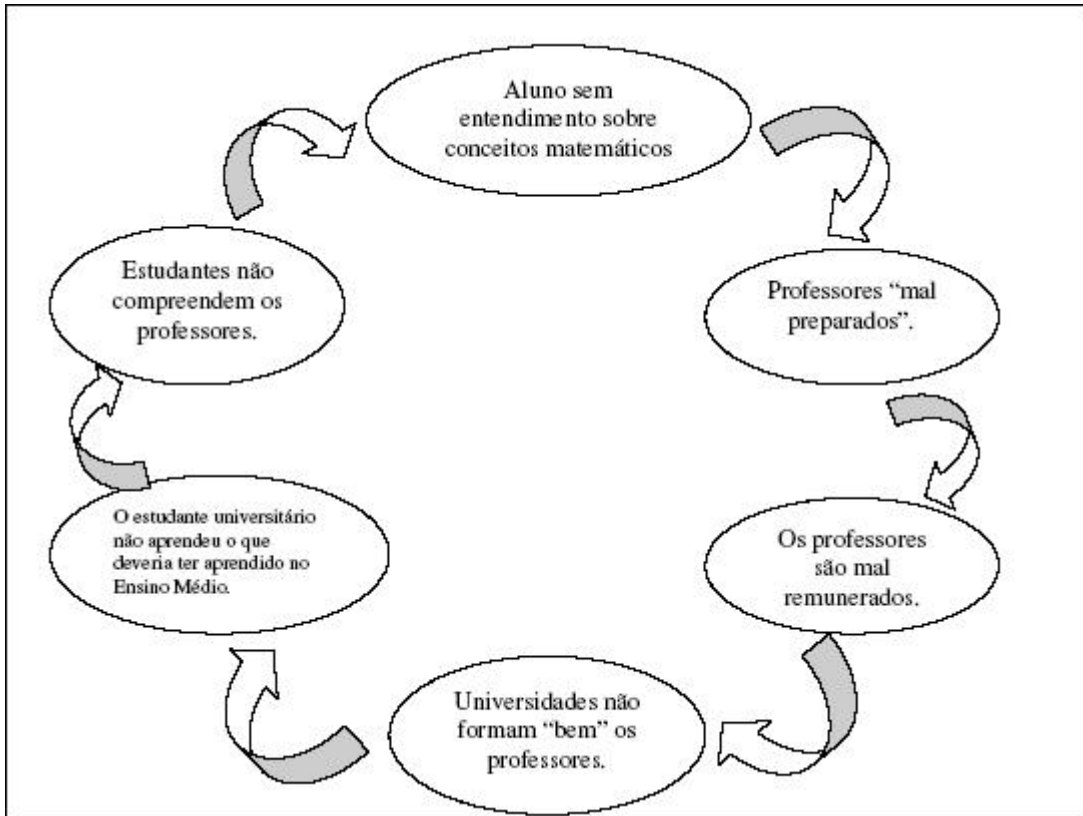 Aluno sem
entendimento sobre
conceitos matemáticos
Professores “mal
preparados”.
Os professores
são mal
remunerados.
Universidades não
formam “bem” os
professores.
O estudante universitário
não aprendeu o que
deveria ter aprendido no
Ensino Médio.
Estudantes não
compreendem os
professores.